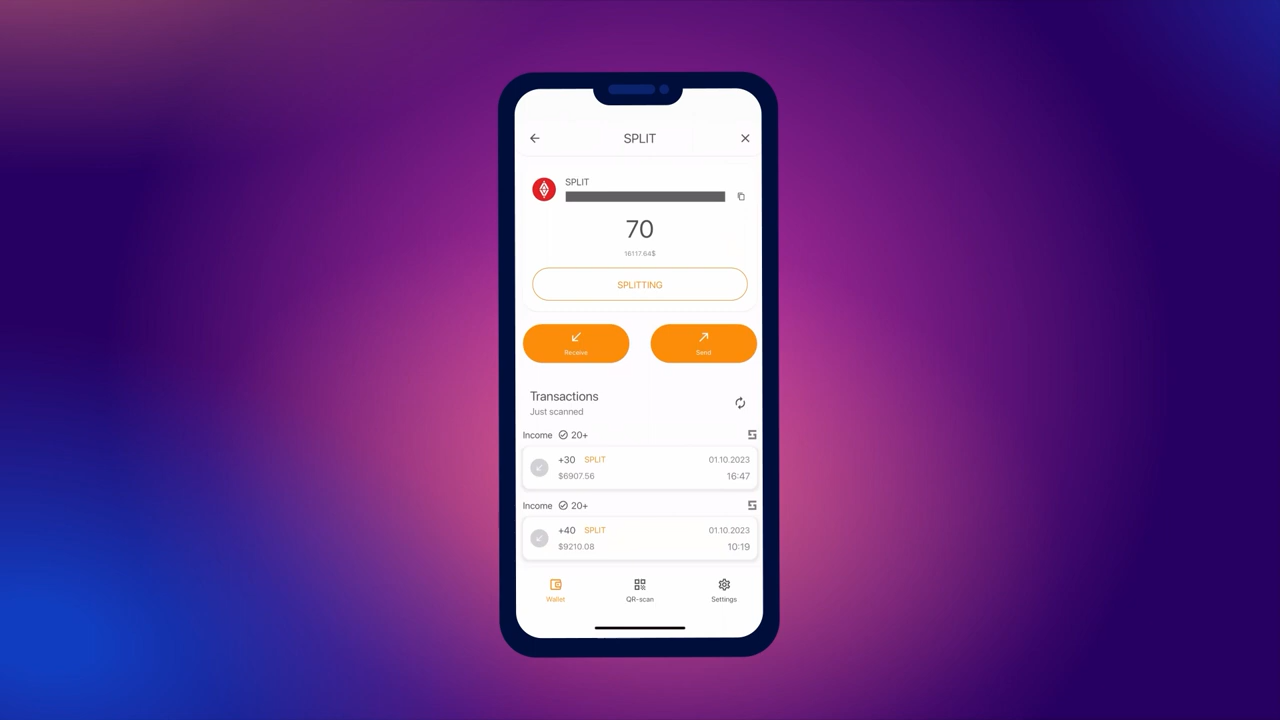 SPLIT
SPLIT
70
16117.64$
SPLITTING
Receive
Send
Transactions
Just scanned
Income 20+
+30 SPLIT 01.10.2023
$6907.56 16:47
Income 20+
+40 SPLIT 01.10.2023
$9210.08 10:19
Wallet QR-scan Settings